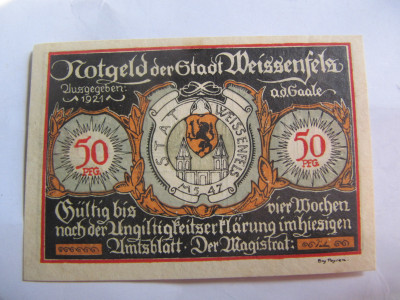 Notgeld der Stadt Weissenfels
Ausgegeben:
1921
a.d. Saale
50
PFG.
STAT WEISSENFELS
50
PFG
Gültig bis vier Wochen
nach der Ungiltigkeitserklärung im hiesigen
Amtsblatt · Der Magistrat: